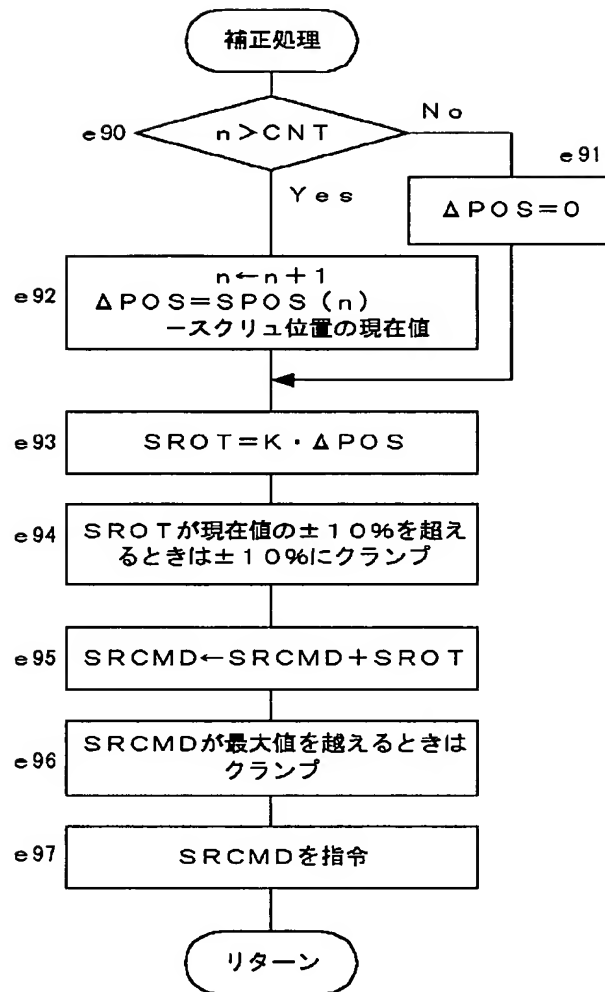 補正処理
e90
n>CNT
No
Yes
e91
ΔPOS=0
e92
n←n+1
ΔPOS=SPOS(n)
-スクリュ位置の現在値
e93
SROT=K・ΔPOS
e94
SROTが現在値の±10%を超え
るときは±10%にクランプ
e95
SRCMD←SRCMD+SROT
e96
SRCMDが最大値を越えるときは
クランプ
e97
SRCMDを指令
リターン